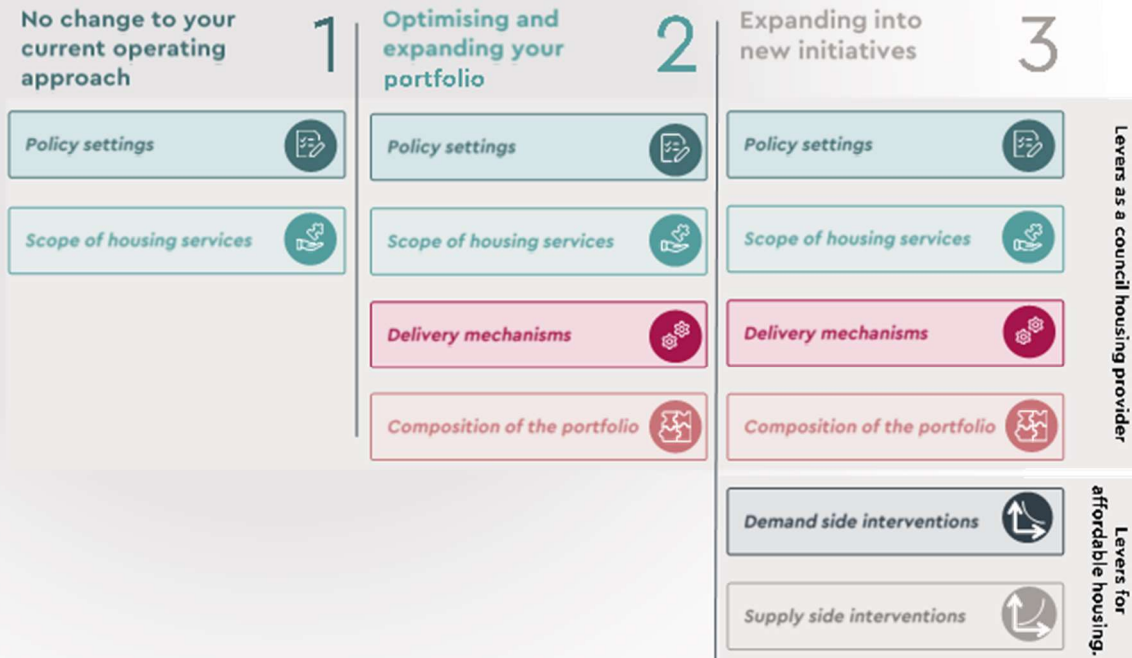 No change to your
current operating
approach
1
Policy settings
Scope of housing services
Optimising and
expanding your
portfolio
2
Policy settings
Scope of housing services
Delivery mechanisms
Composition of the portfolio
Expanding into
new initiatives
3
Policy settings
Scope of housing services
Delivery mechanisms
Composition of the portfolio
Demand side interventions
Supply side interventions
Levers as a council housing provider
Levers for
affordable housing.